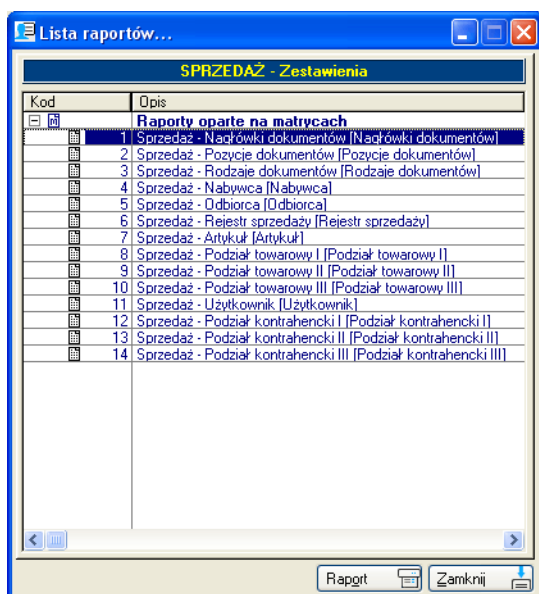 Lista raportów...
SPRZEDAŻ - Zestawienia
Kod Opis
Raporty oparte na matrycach
1 Sprzedaż - Nagłówki dokumentów [Nagłówki dokumentów]
2 Sprzedaż - Pozycje dokumentów [Pozycje dokumentów]
3 Sprzedaż - Rodzaje dokumentów [Rodzaje dokumentów]
4 Sprzedaż - Nabywca [Nabywca]
5 Sprzedaż - Odbiorca [Odbiorca]
6 Sprzedaż - Rejestr sprzedaży [Rejestr sprzedaży]
7 Sprzedaż - Artykuł [Artykuł]
8 Sprzedaż - Podział towarowy I [Podział towarowy I]
9 Sprzedaż - Podział towarowy II [Podział towarowy II]
10 Sprzedaż - Podział towarowy III [Podział towarowy III]
11 Sprzedaż - Użytkownik [Użytkownik]
12 Sprzedaż - Podział kontrahencki I [Podział kontrahencki I]
13 Sprzedaż - Podział kontrahencki II [Podział kontrahencki II]
14 Sprzedaż - Podział kontrahencki III [Podział kontrahencki III]
Raport Zamknij